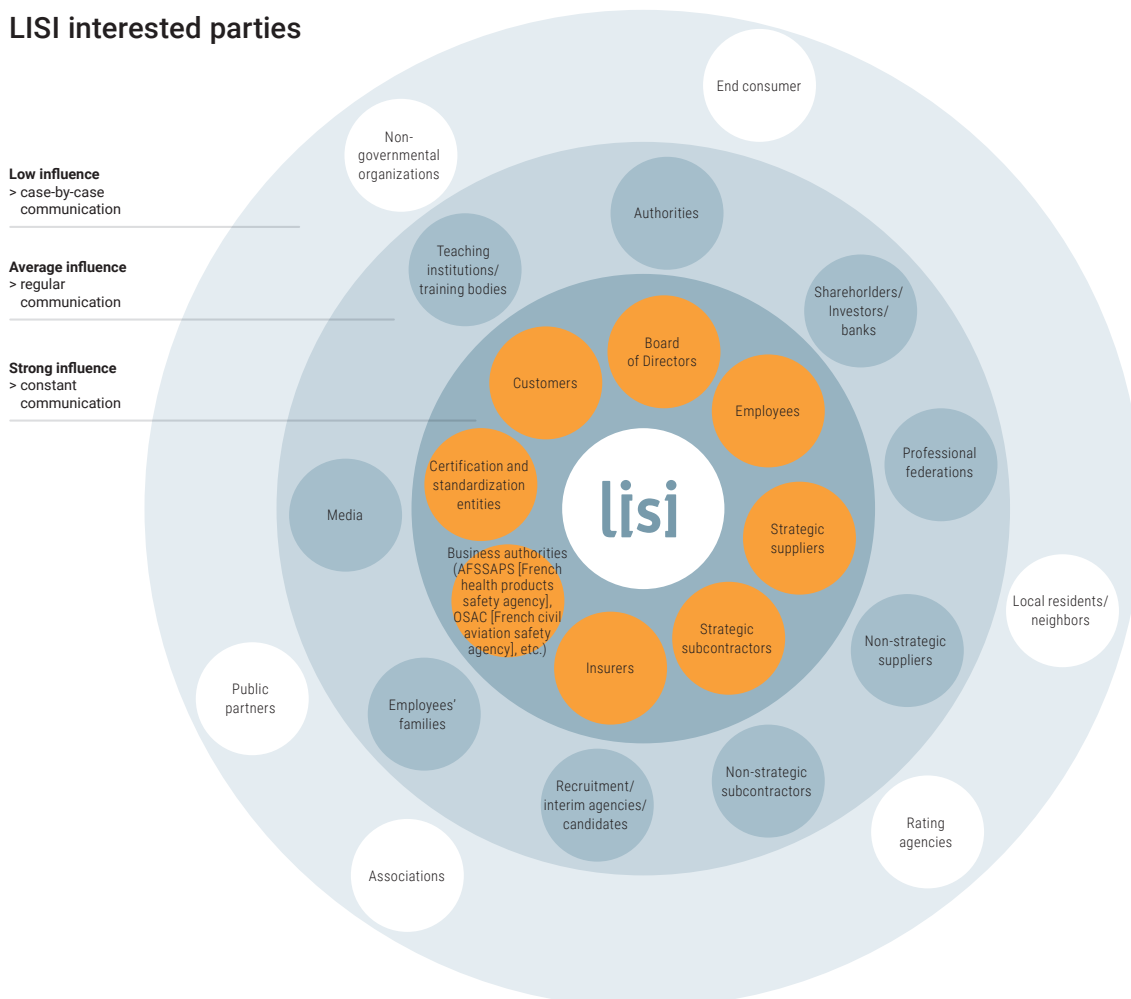 LISI interested parties
End consumer
Non-
governmental
organizations
Low influence
> case-by-case
communication
Authorities
Teaching
institutions/
training bodies
Average influence
> regular
communication
Shareholrders/
Investors/
banks
Board
of Directors
Strong influence
> constant
communication
Customers
Employees
Professional
federations
Certification and
standardization
entities
Media
lisi
Strategic
suppliers
Business authorities
(AFSSAPS [French
health products
safety agency],
OSAC [French civil
aviation safety
agency], etc.)
Local residents/
neighbors
Strategic
subcontractors
Non-strategic
suppliers
Insurers
Public
partners
Employees’
families
Non-strategic
subcontractors
Recruitment/
interim agencies/
candidates
Rating
agencies
Associations